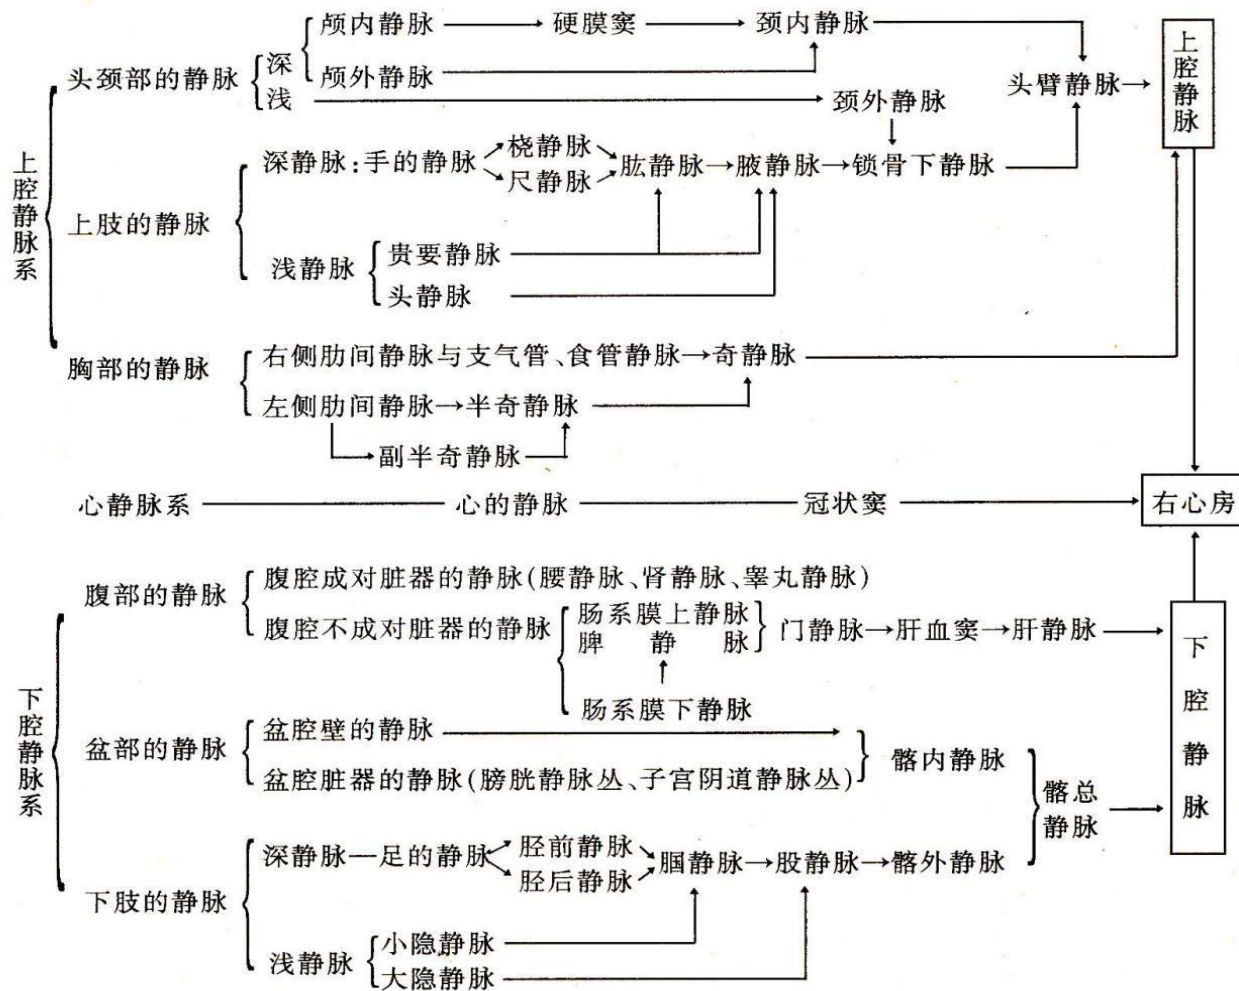 上腔静脉系
头颈部的静脉
深
浅
颅内静脉
硬膜窦
颈内静脉
颅外静脉
颈外静脉
头臂静脉
上腔静脉
上肢的静脉
深静脉:手的静脉
桡静脉
尺静脉
肱静脉
腋静脉
锁骨下静脉
浅静脉
贵要静脉
头静脉
胸部的静脉
右侧肋间静脉与支气管、食管静脉
奇静脉
左侧肋间静脉
半奇静脉
副半奇静脉
心静脉系
心的静脉
冠状窦
右心房
下腔静脉系
腹部的静脉
腹腔成对脏器的静脉(腰静脉、肾静脉、睾丸静脉)
腹腔不成对脏器的静脉
肠系膜上静脉
脾静脉
肠系膜下静脉
门静脉
肝血窦
肝静脉
下腔静脉
盆部的静脉
盆腔壁的静脉
盆腔脏器的静脉(膀胱静脉丛、子宫阴道静脉丛)
髂内静脉
髂总
静脉
下肢的静脉
深静脉—足的静脉
胫前静脉
胫后静脉
腘静脉
股静脉
髂外静脉
浅静脉
小隐静脉
大隐静脉